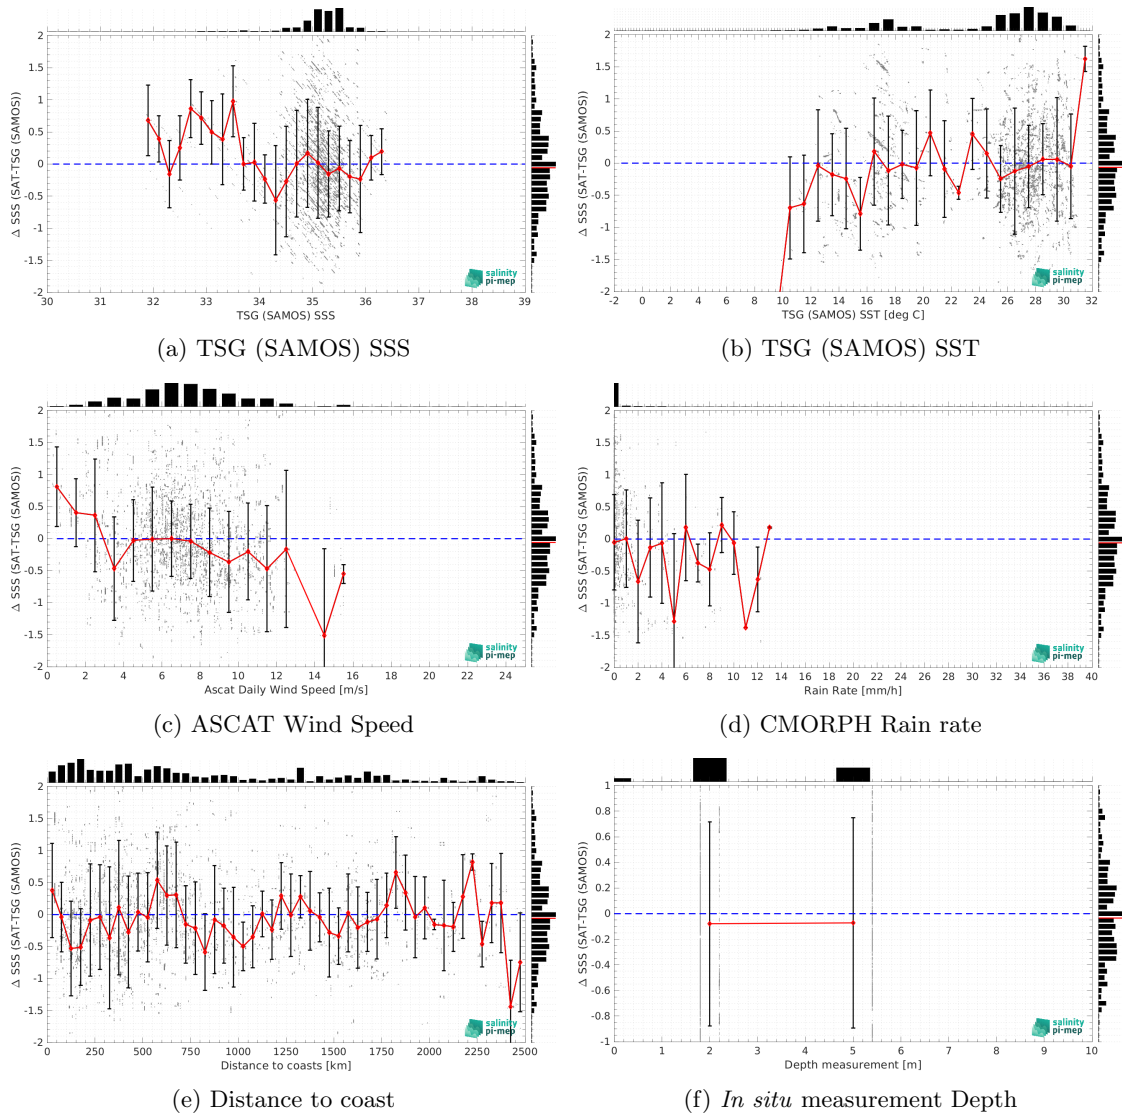 Δ SSS (SAT-TSG (SAMOS))
2
1.5
1
0.5
0
-0.5
-1
-1.5
-2
salinity
pi-mep
30 31 32 33 34 35 36 37 38 39
TSG (SAMOS) SSS
(a) TSG (SAMOS) SSS
Δ SSS (SAT-TSG (SAMOS))
2
1.5
1
0.5
0
-0.5
-1
-1.5
-2
salinity
pi-mep
-2 0 2 4 6 8 10 12 14 16 18 20 22 24 26 28 30 32
TSG (SAMOS) SST [deg C]
(b) TSG (SAMOS) SST
Δ SSS (SAT-TSG (SAMOS))
2
1.5
1
0.5
0
-0.5
-1
-1.5
-2
salinity
pi-mep
0 2 4 6 8 10 12 14 16 18 20 22 24
Ascat Daily Wind Speed [m/s]
(c) ASCAT Wind Speed
Δ SSS (SAT-TSG (SAMOS))
2
1.5
1
0.5
0
-0.5
-1
-1.5
-2
salinity
pi-mep
0 2 4 6 8 10 12 14 16 18 20 22 24 26 28 30 32 34 36 38 40
Rain Rate [mm/h]
(d) CMORPH Rain rate
Δ SSS (SAT-TSG (SAMOS))
2
1.5
1
0.5
0
-0.5
-1
-1.5
-2
salinity
pi-mep
0 250 500 750 1000 1250 1500 1750 2000 2250 2500
Distance to coasts [km]
(e) Distance to coast
Δ SSS (SAT-TSG (SAMOS))
1
0.8
0.6
0.4
0.2
0
-0.2
-0.4
-0.6
-0.8
-1
salinity
pi-mep
0 1 2 3 4 5 6 7 8 9 10
Depth measurement [m]
(f) In situ measurement Depth